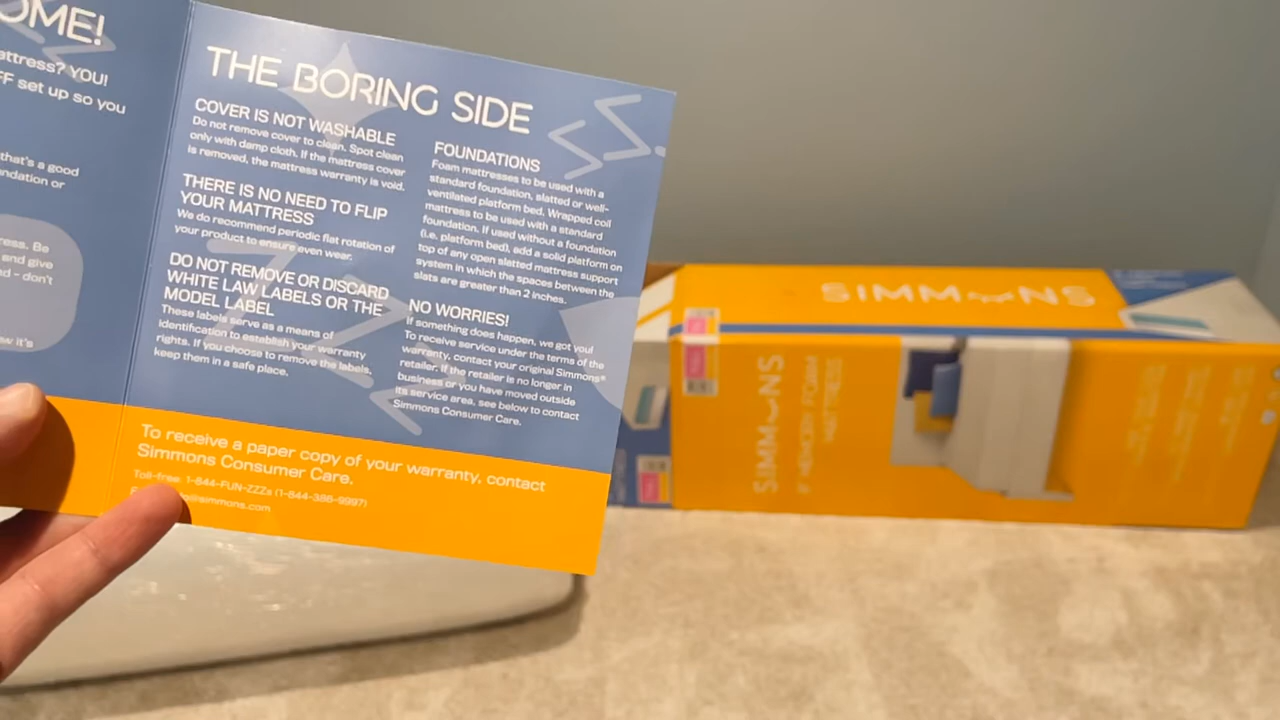 OME!
attress? YOU!
FF set up so you
that's a good
ndation or
ress. Be
and give
nd - don't
w it's
THE BORING SIDE
COVER IS NOT WASHABLE
Do not remove cover to clean. Spot clean
only with damp cloth. If the mattress cover
is removed, the mattress warranty is void.
THERE IS NO NEED TO FLIP
YOUR MATTRESS
We do recommend periodic flat rotation of
your product to ensure even wear.
DO NOT REMOVE OR DISCARD
WHITE LAW LABELS OR THE
MODEL LABEL
These labels serve as a means of
identification to establish your warranty
rights. If you choose to remove the labels,
keep them in a safe place.
FOUNDATIONS
Foam mattresses to be used with a
standard foundation, slatted or well-
ventilated platform bed. Wrapped coil
mattress to be used with a standard
foundation. If used without a foundation
(i.e. platform bed), add a solid platform on
top of any open slatted mattress support
system in which the spaces between the
slats are greater than 2 inches.
NO WORRIES!
If something does happen, we got you!
To receive service under the terms of the
warranty, contact your original Simmons®
retailer. If the retailer is no longer in
business or you have moved outside
its service area, see below to contact
Simmons Consumer Care.
To receive a paper copy of your warranty, contact
Simmons Consumer Care.
Toll-free 1-844-FUN-ZZZs (1-844-386-9997)
@simmons.com
SIMMONS
SIMMONS
MEMORY FOAM
MATTRESS